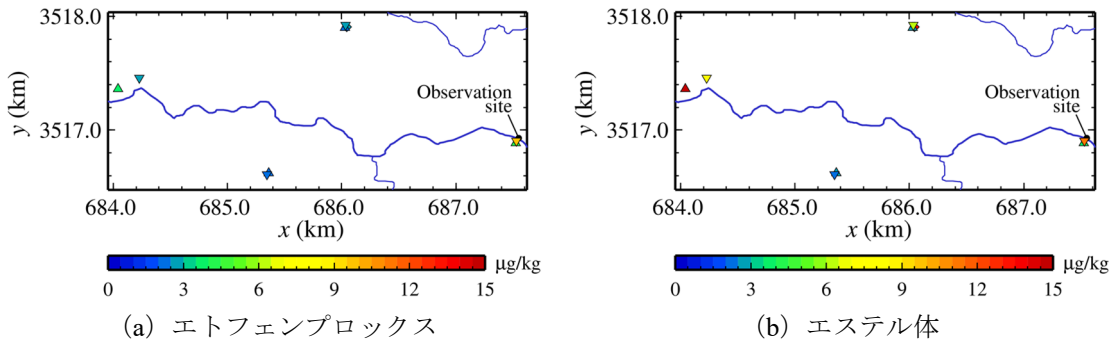 3518.0
y (km)
3517.0
Observation
site
684.0 685.0 686.0 687.0
x (km)
µg/kg
0 3 6 9 12 15
(a) エトフェンプロックス
3518.0
y (km)
3517.0
Observation
site
684.0 685.0 686.0 687.0
x (km)
µg/kg
0 3 6 9 12 15
(b) エステル体